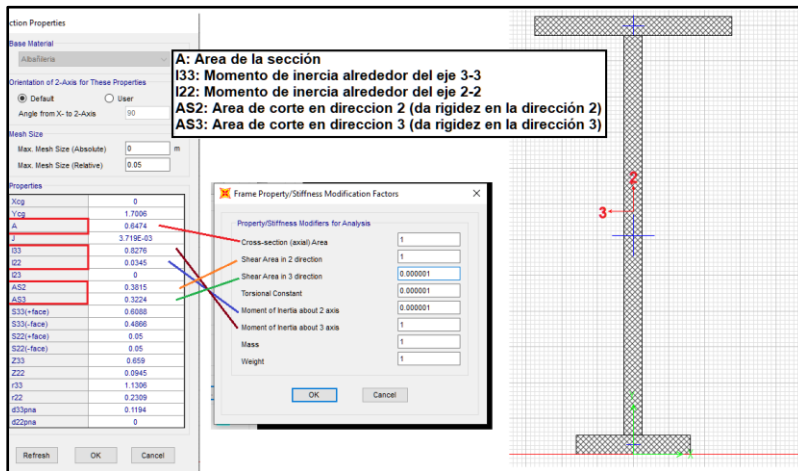 ction Properties
Base Material
Albañilería
Orientation of 2-Axis for These Properties
Default
User
Angle from X- to 2-Axis
90
Mesh Size
Max. Mesh Size (Absolute)
0
m
Max. Mesh Size (Relative)
0.05
Properties
Xcg 0
Ycg 1.7006
A 0.6474
J 3.719E-03
I33 0.8276
I22 0.0345
I23 0
AS2 0.3815
AS3 0.3224
S33(+face) 0.6088
S33(-face) 0.4866
S22(+face) 0.05
S22(-face) 0.05
Z33 0.659
Z22 0.0945
r33 1.1306
r22 0.2309
d33pna 0.1194
d22pna 0
Refresh
OK
Cancel
A: Area de la sección
I33: Momento de inercia alrededor del eje 3-3
I22: Momento de inercia alrededor del eje 2-2
AS2: Area de corte en direccion 2 (da rigidez en la dirección 2)
AS3: Area de corte en direccion 3 (da rigidez en la dirección 3)
Frame Property/Stiffness Modification Factors
Property/Stiffness Modifiers for Analysis
Cross-section (axial) Area 1
Shear Area in 2 direction 1
Shear Area in 3 direction 0.000001
Torsional Constant 0.000001
Moment of Inertia about 2 axis 0.000001
Moment of Inertia about 3 axis 1
Mass 1
Weight 1
OK
Cancel
2
3
X